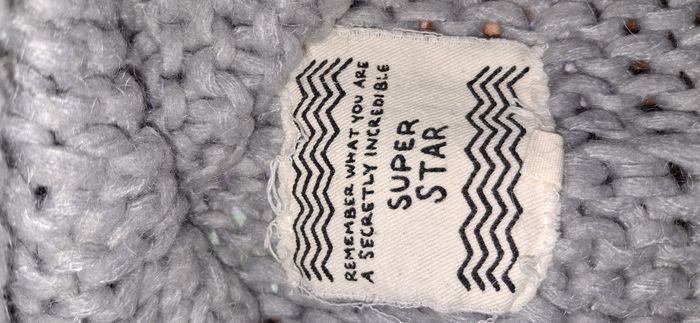 REMEMBER WHAT YOU ARE
A SECRETLY INCREDIBLE
SUPER
STAR